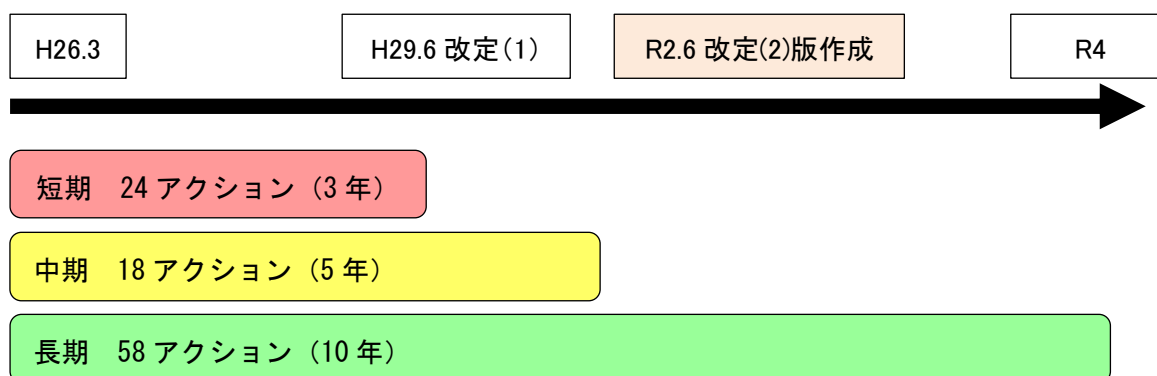 H26.3
H29.6 改定(1)
R2.6 改定(2)版作成
R4
短期 24 アクション（3 年）
中期 18 アクション（5 年）
長期 58 アクション（10 年）